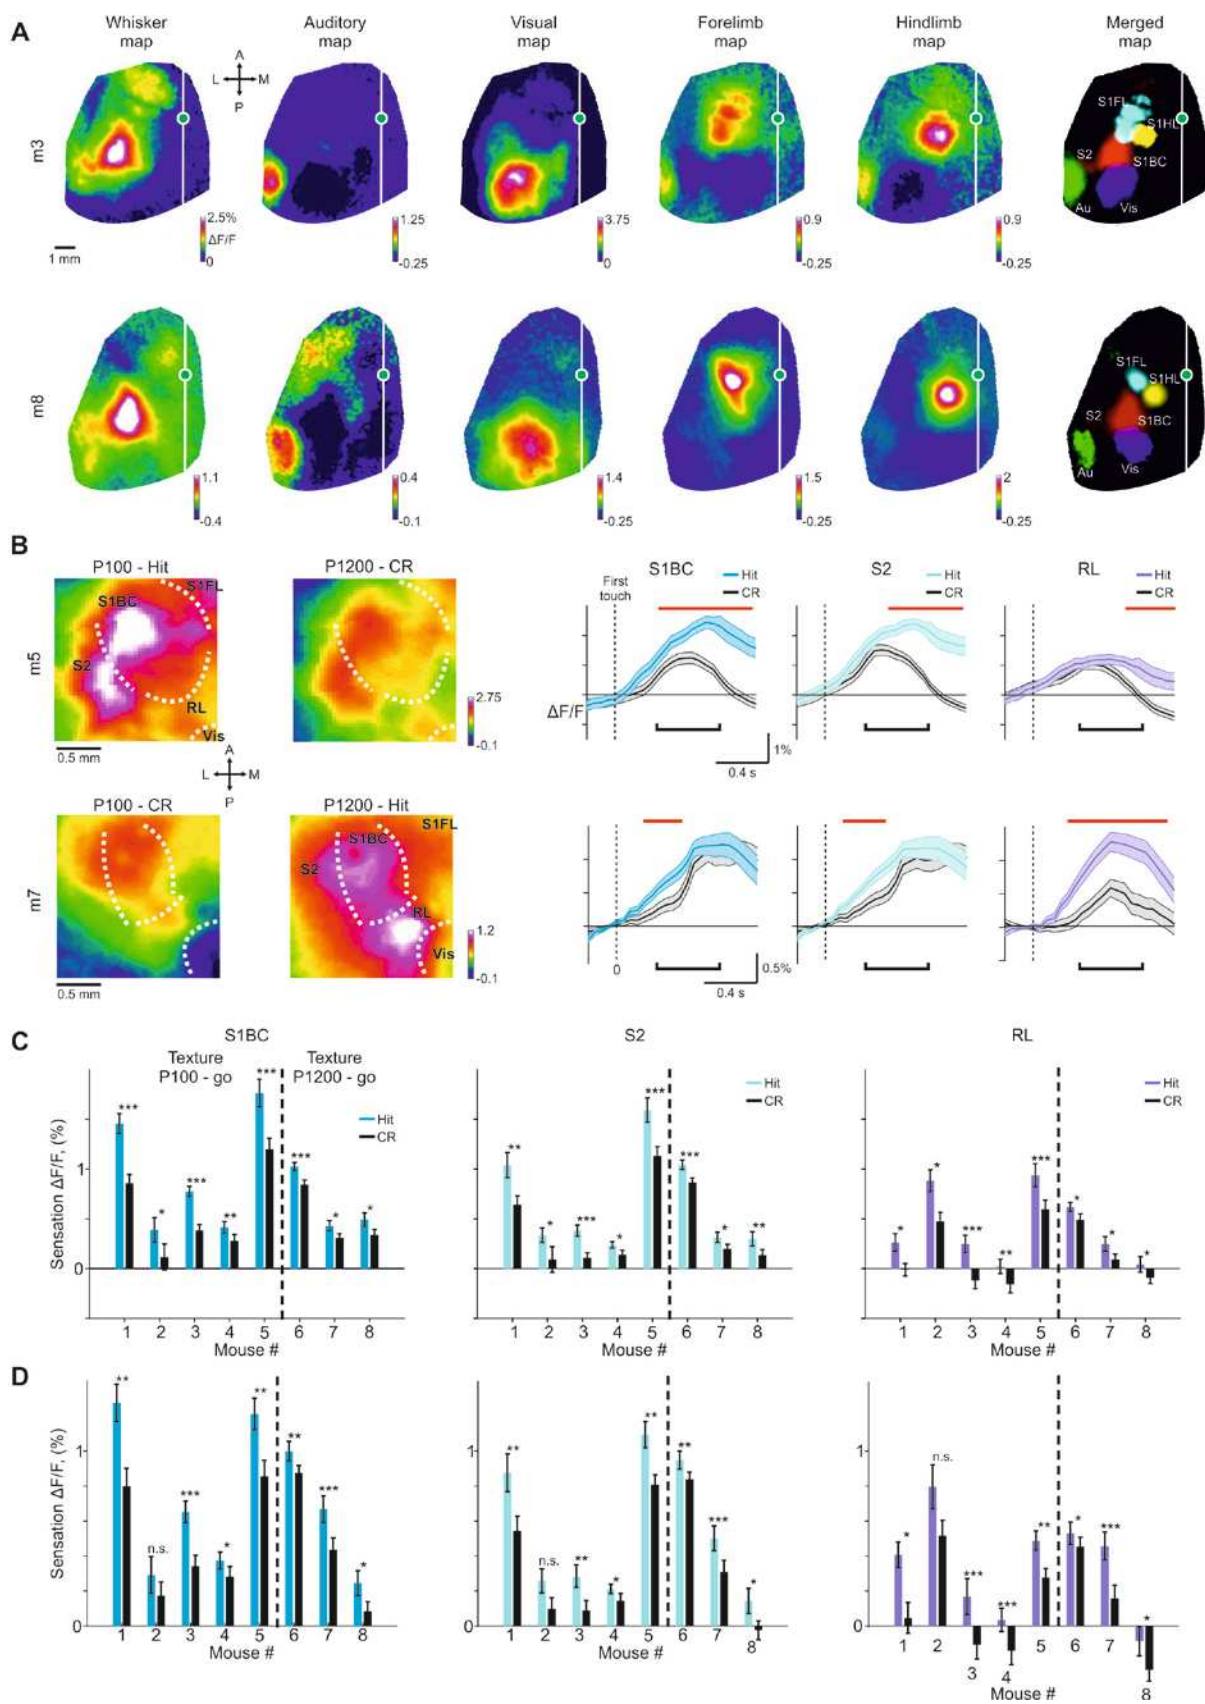 A
Whisker map
Auditory map
Visual map
Forelimb map
Hindlimb map
Merged map
A
L M
P
m3
2.5%
ΔF/F
0
1 mm
1.25
-0.25
3.75
0
0.9
-0.25
0.9
-0.25
S1FL
S1HL
S2
S1BC
Au
Vis
m8
1.1
-0.4
0.4
-0.1
1.4
-0.25
1.5
-0.25
2
-0.25
S1FL
S1HL
S2
S1BC
Au
Vis
B
P100 - Hit
P1200 - CR
S1BC
S2
RL
Hit
CR
Hit
CR
Hit
CR
First touch
m5
S1FL
S1BC
S2
RL
Vis
2.75
-0.1
0.5 mm
A
L M
P
ΔF/F
1%
0.4 s
P100 - CR
P1200 - Hit
m7
S1FL
S1BC
S2
RL
Vis
1.2
-0.1
0.5 mm
0
0.5%
0.4 s
C
S1BC
S2
RL
Texture P100 - go
Texture P1200 - go
Hit
CR
Hit
CR
Hit
CR
Sensation ΔF/F, (%)
1
0
*** * *** ** *** *** * *
1 2 3 4 5 6 7 8
Mouse #
1
0
** * *** * *** *** * **
1 2 3 4 5 6 7 8
Mouse #
1
0
* * *** ** *** * * *
1 2 3 4 5 6 7 8
Mouse #
D
Sensation ΔF/F, (%)
1
0
** n.s. *** * ** ** *** *
1 2 3 4 5 6 7 8
Mouse #
1
0
** n.s. ** * ** ** *** *
1 2 3 4 5 6 7 8
Mouse #
1
0
* n.s. *** *** ** * *** *
1 2 3 4 5 6 7 8
Mouse #